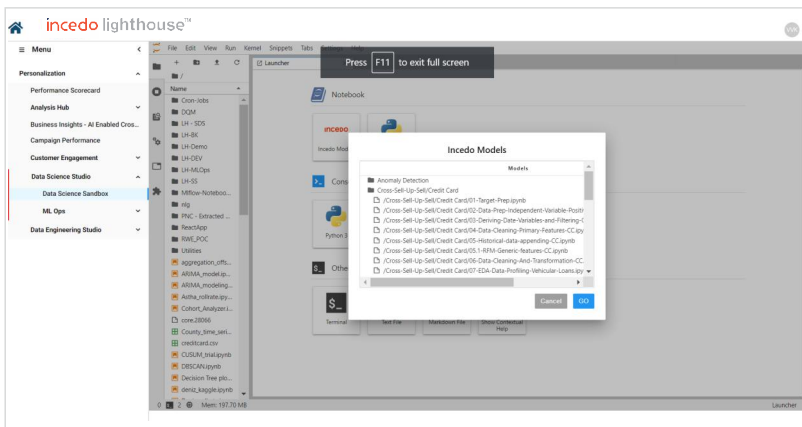 incedo lighthouse™
VVK
Menu
Personalization
Performance Scorecard
Analysis Hub
Business Insights - AI Enabled Cros...
Campaign Performance
Customer Engagement
Data Science Studio
Data Science Sandbox
ML Ops
Data Engineering Studio
File Edit View Run Kernel Snippets Tabs
/
Name
Cron-Jobs
DQM
LH - SDS
LH-BK
LH-Demo
LH-DEV
LH-MLOps
LH-SS
Mlflow-Noteboo...
nlg
PNC - Extracted ...
ReactApp
RWE_POC
Utilities
aggregation_offs...
ARIMA_model.ip...
ARIMA_modeling...
Astha_rollrate.ipy...
Cohort_Analyzer.i...
core.28066
County_time_seri...
creditcard.csv
CUSUM_trial.ipynb
DBSCAN.ipynb
Decision Tree plo...
deniz_kaggle.ipynb
0 2 Mem: 197.70 MB
Launcher
Press F11 to exit full screen
Notebook
incedo
Incedo Mod
Cons
Python 3
Othe
$_
Terminal
Text File
Markdown File
Show Contextual
Help
Incedo Models
Models
Anomaly Detection
Cross-Sell-Up-Sell/Credit Card
/Cross-Sell-Up-Sell/Credit Card/01-Target-Prep.ipynb
/Cross-Sell-Up-Sell/Credit Card/02-Data-Prep-Independent-Variable-Positiv
/Cross-Sell-Up-Sell/Credit Card/03-Deriving-Date-Variables-and-Filtering-C
/Cross-Sell-Up-Sell/Credit Card/04-Data-Cleaning-Primary-Features-CC.ipy
/Cross-Sell-Up-Sell/Credit Card/05-Historical-data-appending-CC.ipynb
/Cross-Sell-Up-Sell/Credit Card/05.1-RFM-Generic-features-CC.ipynb
/Cross-Sell-Up-Sell/Credit Card/06-Data-Cleaning-And-Transformation-CC.
/Cross-Sell-Up-Sell/Credit Card/07-EDA-Data-Profiling-Vehicular-Loans.ipy
Cancel GO
Launcher